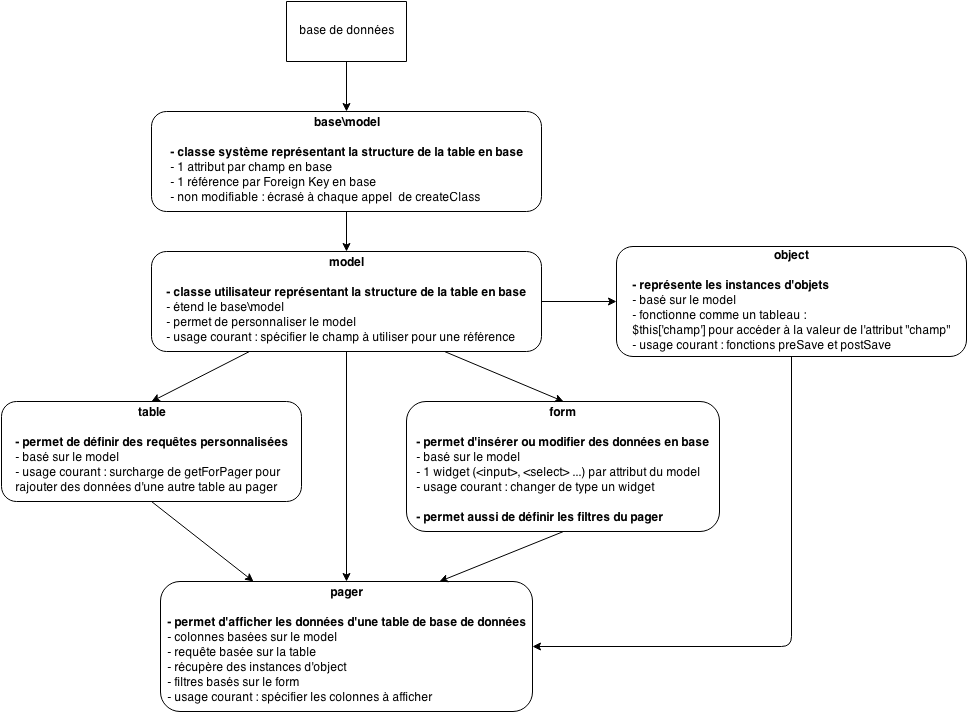 base de données
base\model
- classe système représentant la structure de la table en base
- 1 attribut par champ en base
- 1 référence par Foreign Key en base
- non modifiable : écrasé à chaque appel de createClass
model
- classe utilisateur représentant la structure de la table en base
- étend le base\model
- permet de personnaliser le model
- usage courant : spécifier le champ à utiliser pour une référence
object
- représente les instances d'objets
- basé sur le model
- fonctionne comme un tableau :
$this['champ'] pour accéder à la valeur de l'attribut "champ"
- usage courant : fonctions preSave et postSave
table
- permet de définir des requêtes personnalisées
- basé sur le model
- usage courant : surcharge de getForPager pour
rajouter des données d'une autre table au pager
form
- permet d'insérer ou modifier des données en base
- basé sur le model
- 1 widget (<input>, <select> ...) par attribut du model
- usage courant : changer de type un widget
- permet aussi de définir les filtres du pager
pager
- permet d'afficher les données d'une table de base de données
- colonnes basées sur le model
- requête basée sur la table
- récupère des instances d'object
- filtres basés sur le form
- usage courant : spécifier les colonnes à afficher